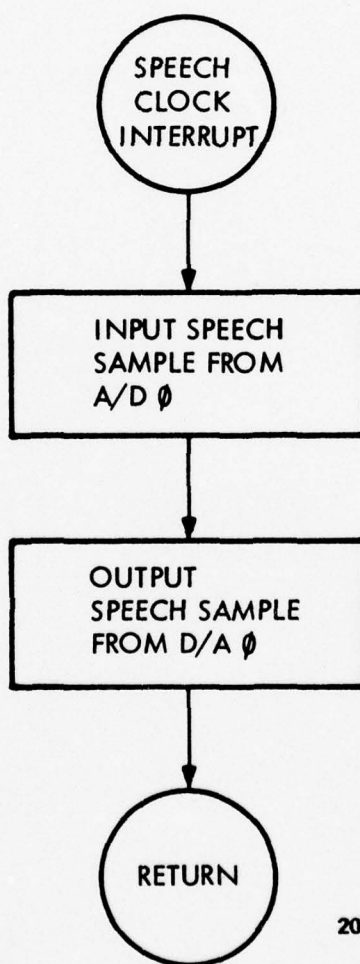 SPEECH
CLOCK
INTERRUPT
INPUT SPEECH
SAMPLE FROM
A/D ∅
OUTPUT
SPEECH SAMPLE
FROM D/A ∅
RETURN
20